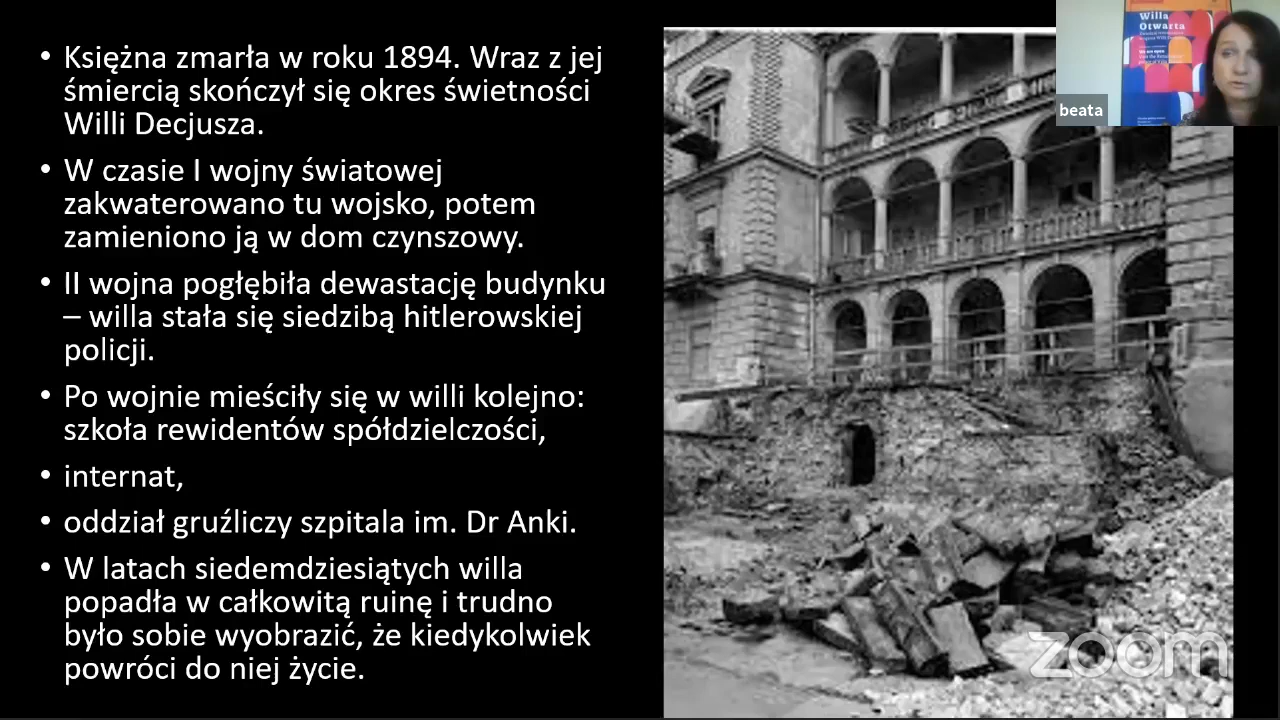 • Księżna zmarła w roku 1894. Wraz z jej
śmiercią skończył się okres świetności
Willi Decjusza.
• W czasie I wojny światowej
zakwaterowano tu wojsko, potem
zamieniono ją w dom czynszowy.
• II wojna pogłębiła dewastację budynku
– willa stała się siedzibą hitlerowskiej
policji.
• Po wojnie mieściły się w willi kolejno:
szkoła rewidentów spółdzielczości,
• internat,
• oddział gruźliczy szpitala im. Dr Anki.
• W latach siedemdziesiątych willa
popadła w całkowitą ruinę i trudno
było sobie wyobrazić, że kiedykolwiek
powróci do niej życie.
Willa
Otwarta
beata
zoom